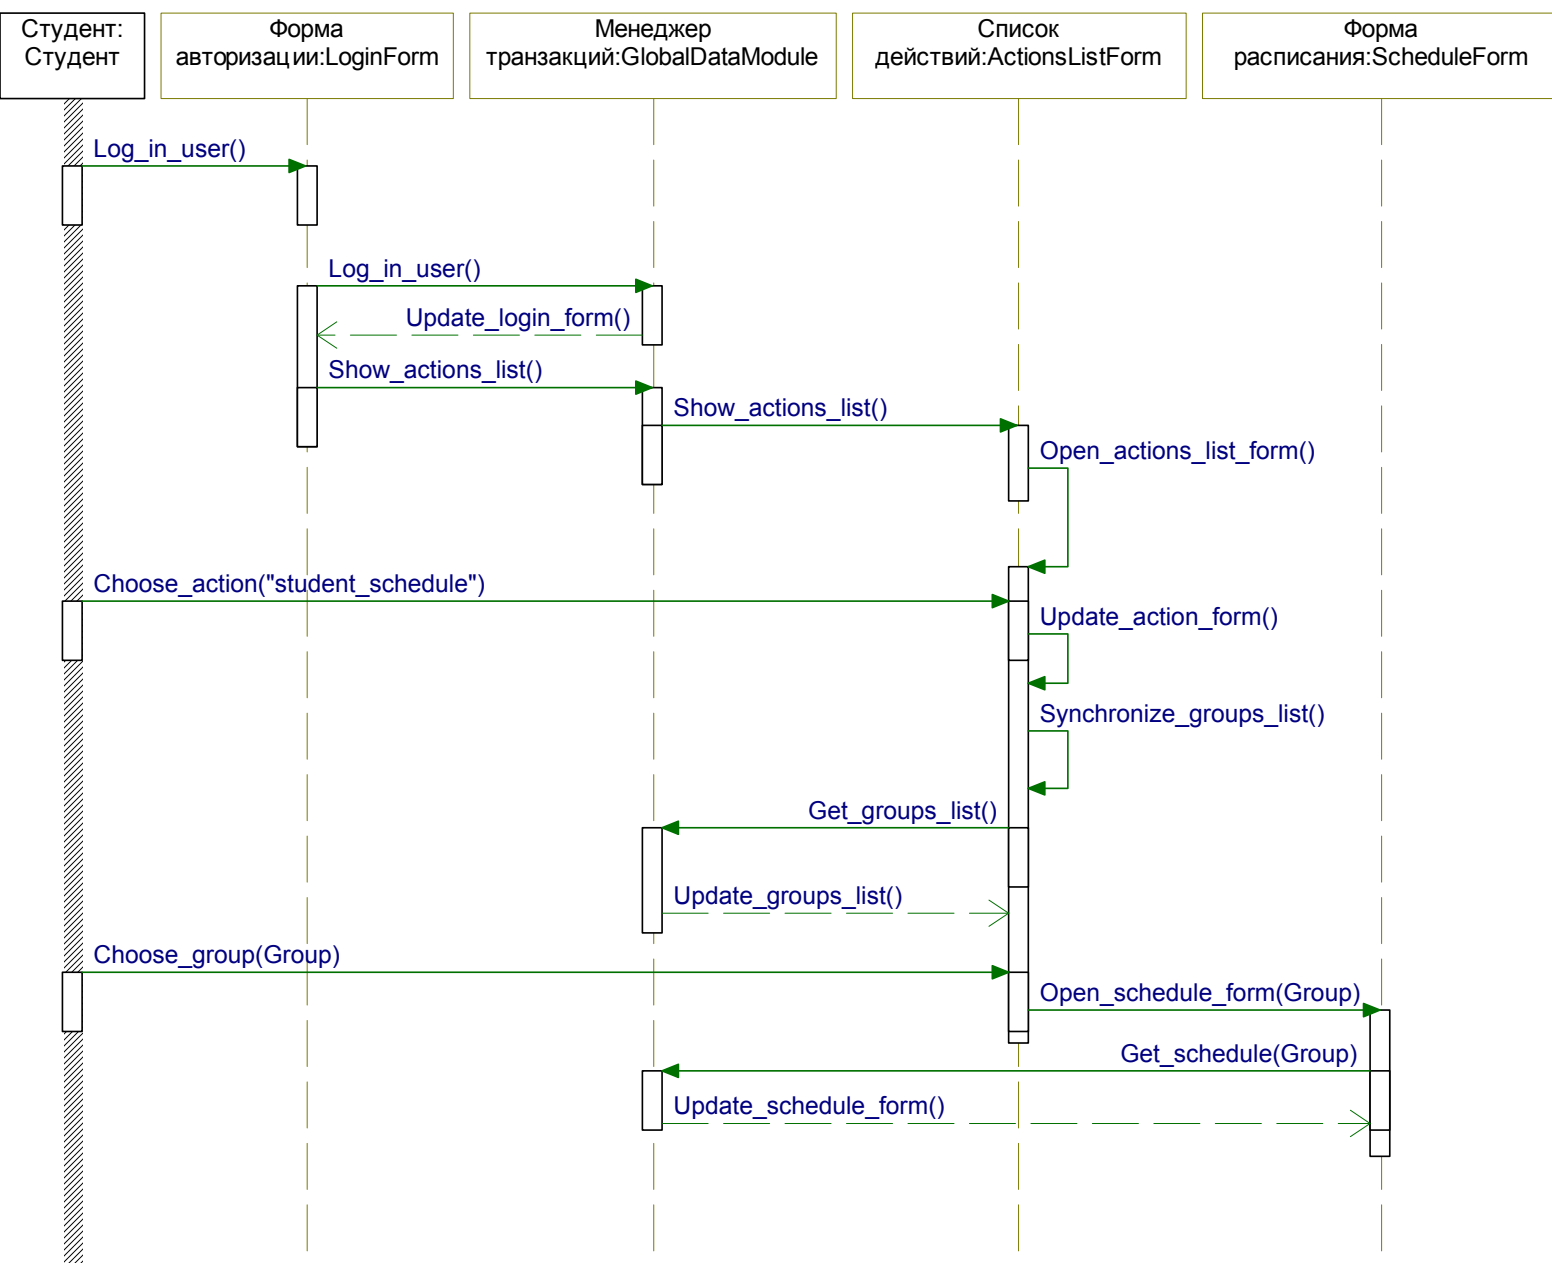 Студент:
Студент
Форма
авторизации:LoginForm
Менеджер
транзакций:GlobalDataModule
Список
действий:ActionsListForm
Форма
расписания:ScheduleForm
Log_in_user()
Log_in_user()
Update_login_form()
Show_actions_list()
Show_actions_list()
Open_actions_list_form()
Choose_action("student_schedule")
Update_action_form()
Synchronize_groups_list()
Get_groups_list()
Update_groups_list()
Choose_group(Group)
Open_schedule_form(Group)
Get_schedule(Group)
Update_schedule_form()